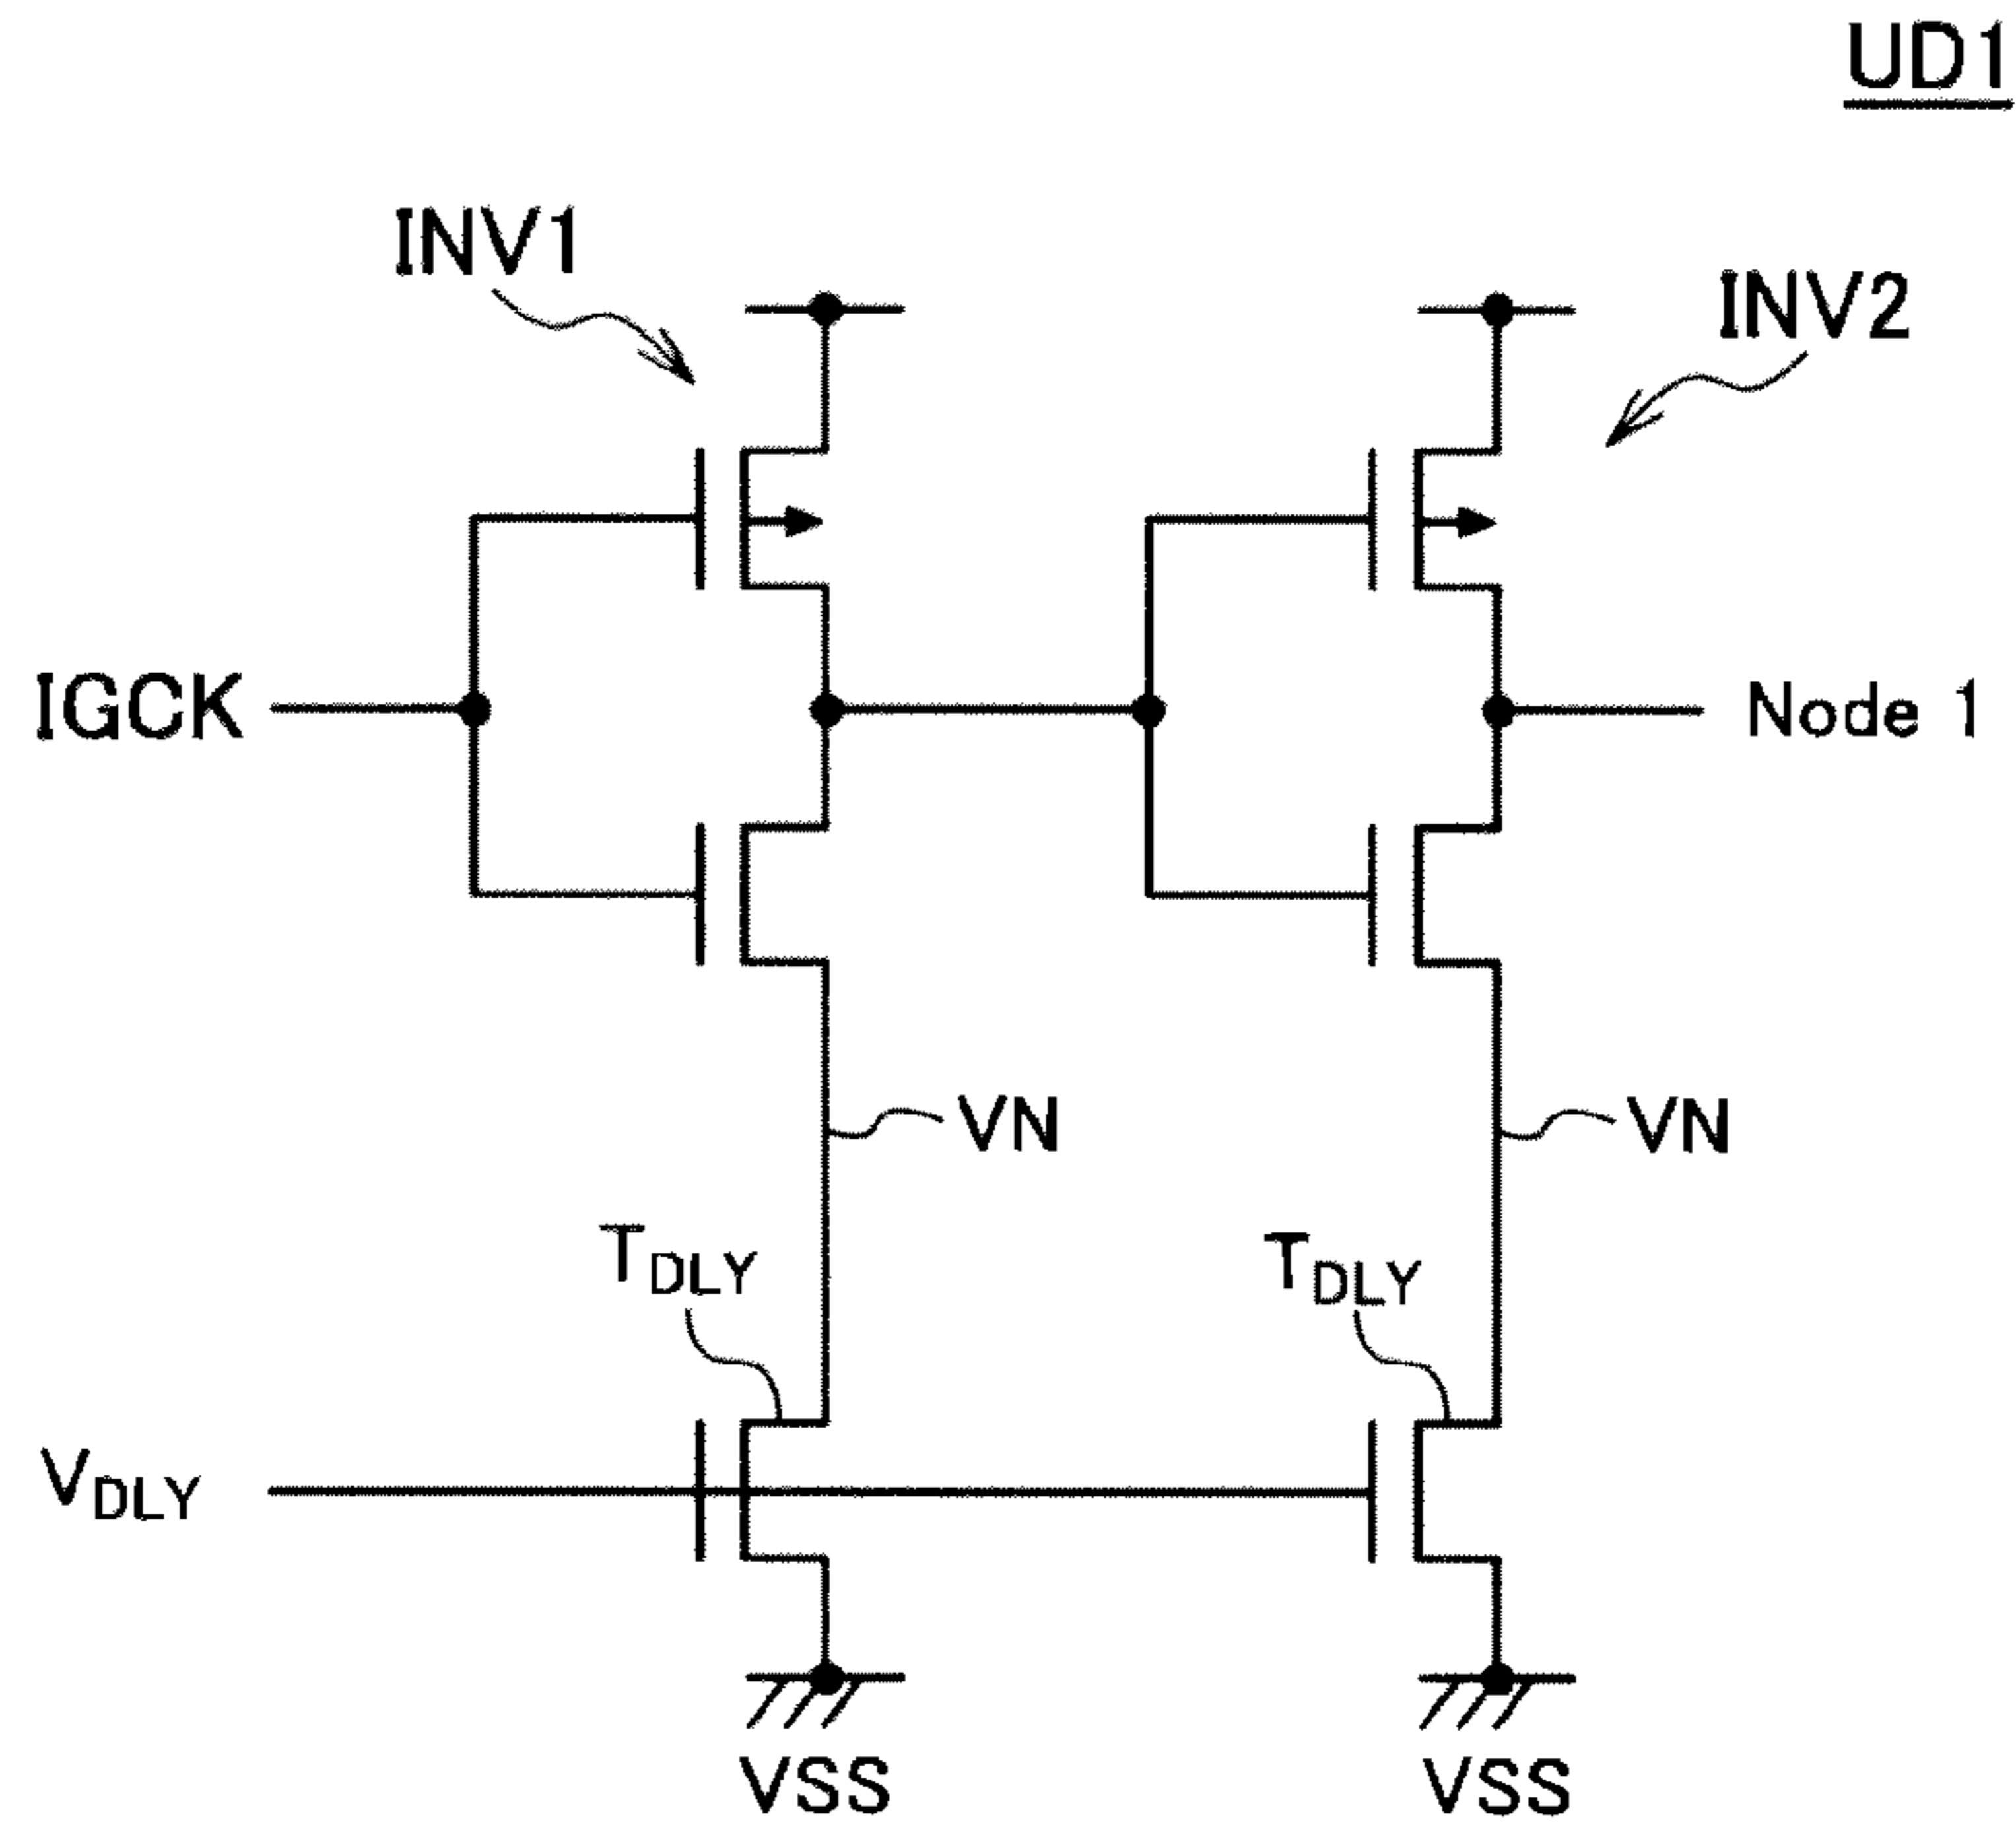 UD1
INV1
INV2
IGCK
Node 1
VN
VN
TDLY
TDLY
VDLY
VSS
VSS